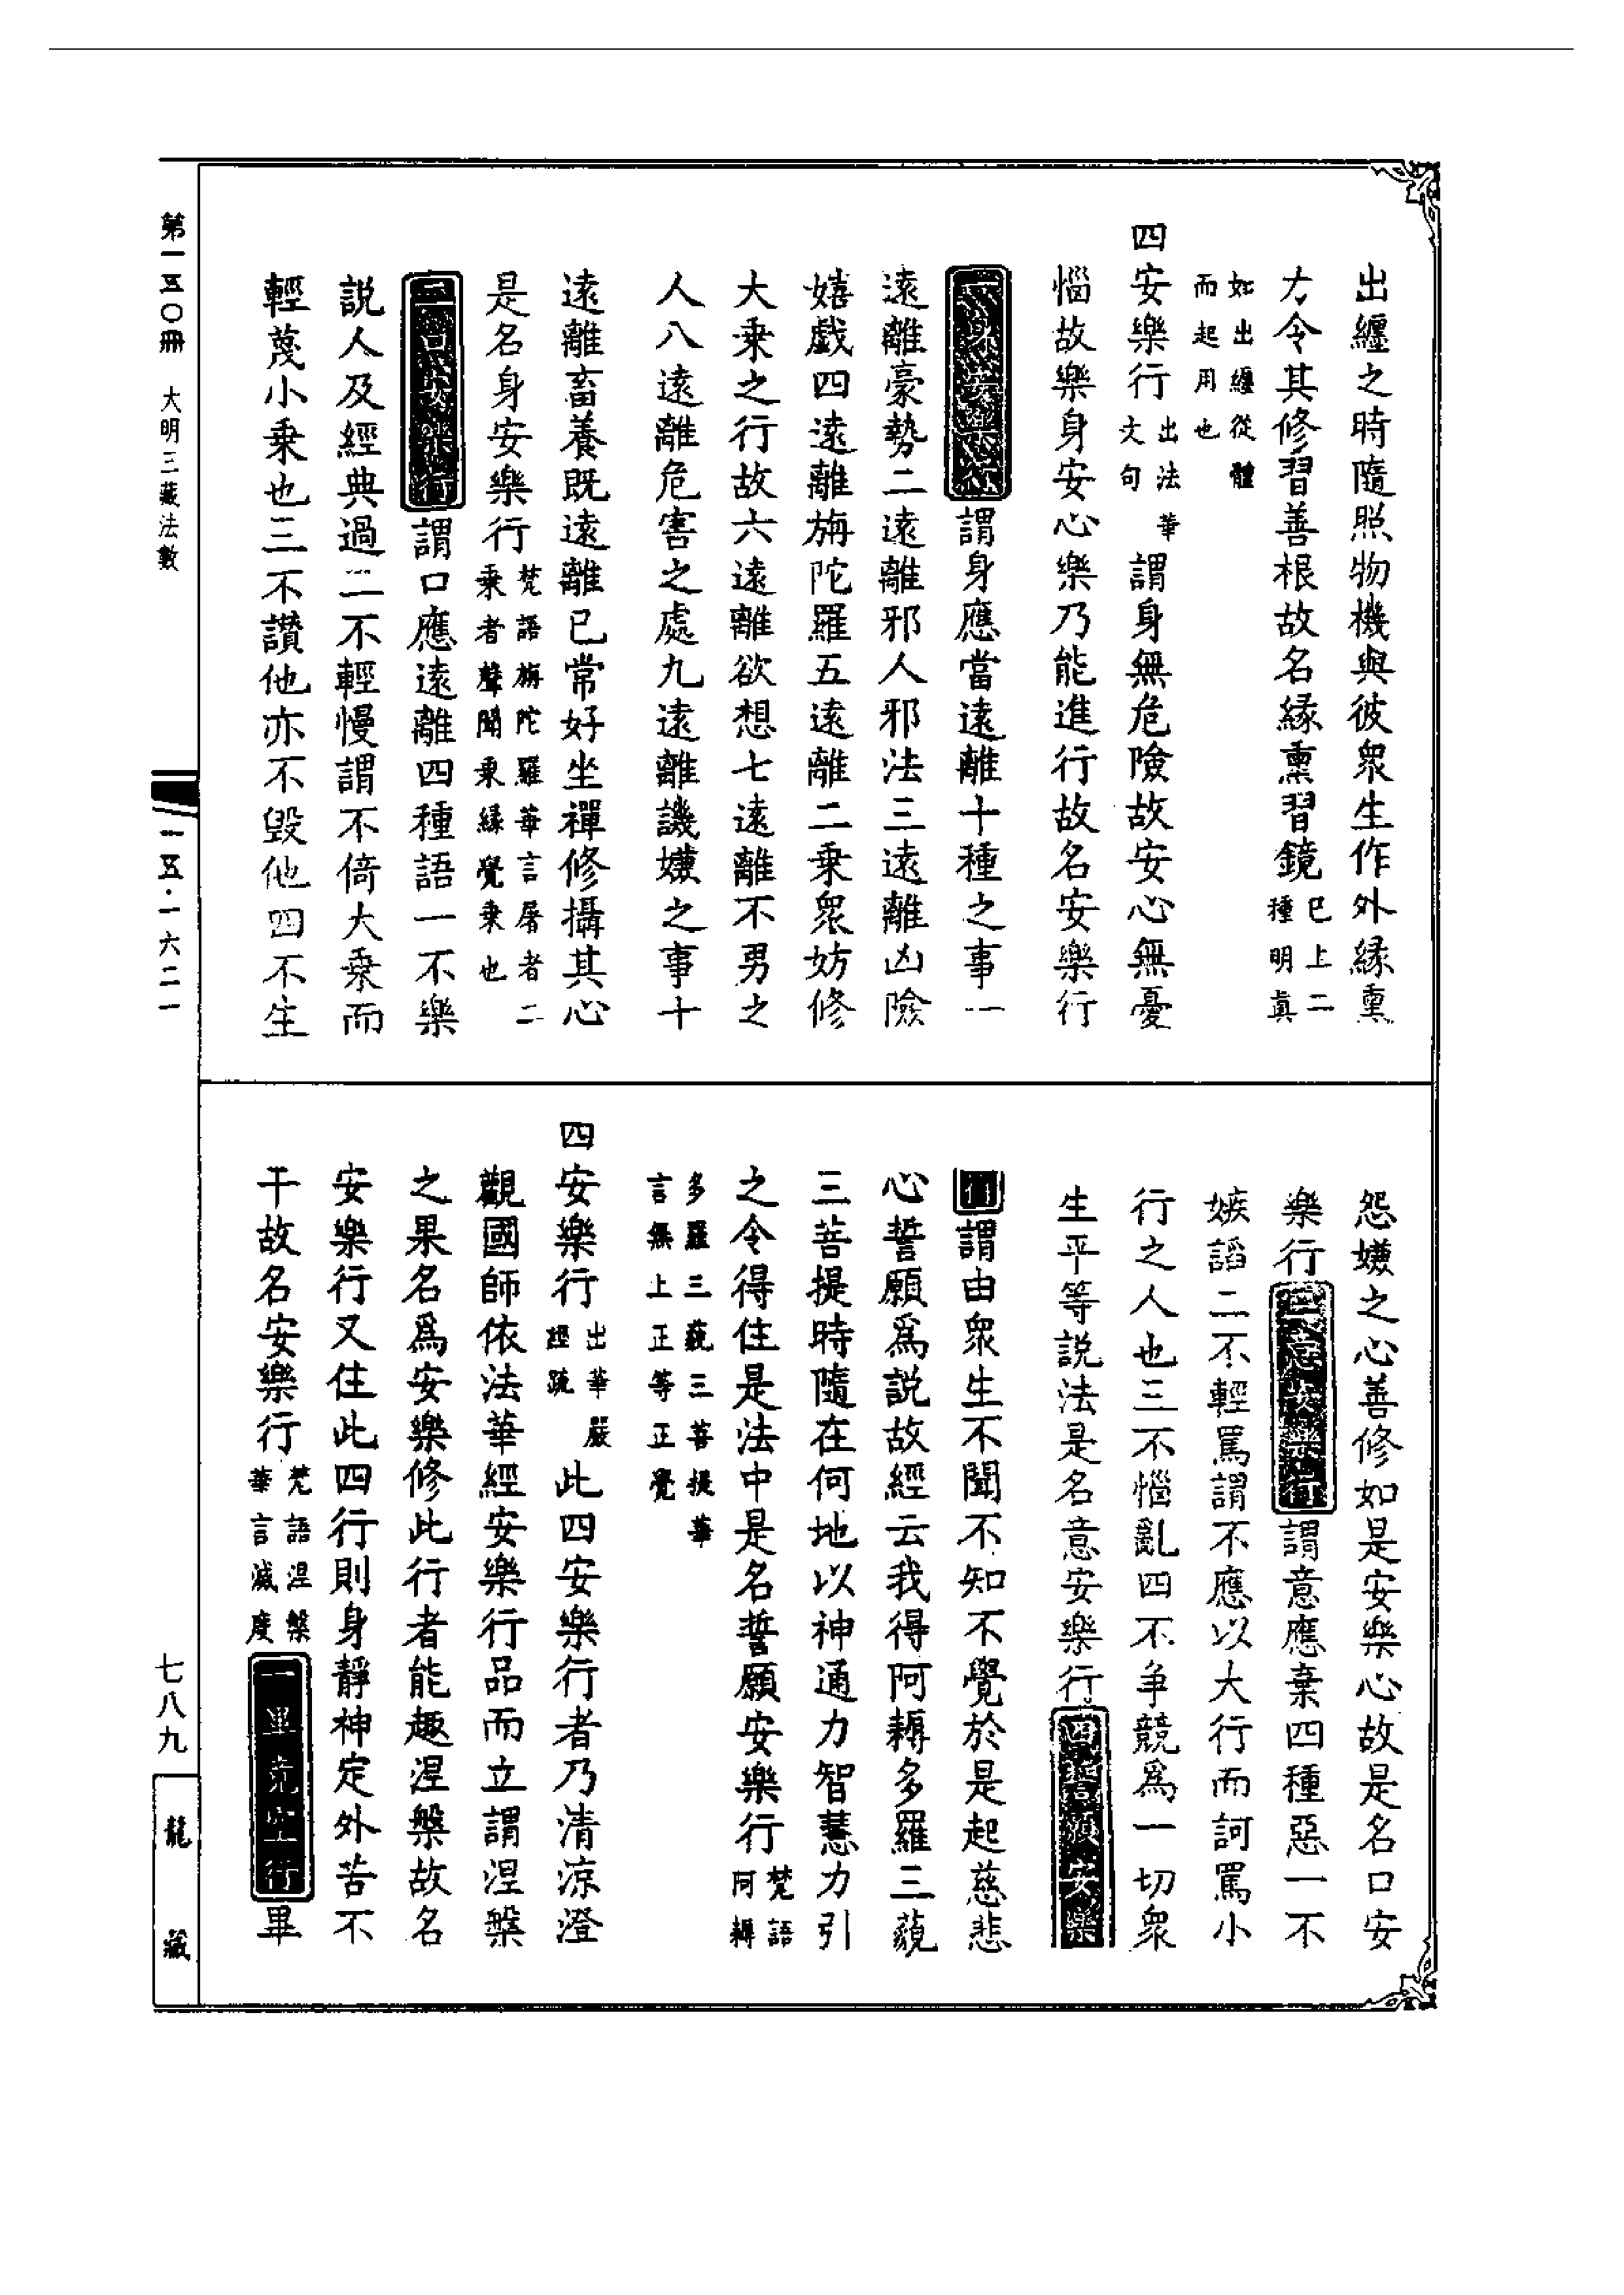 出纏之時隨照物機與彼衆生作外緣熏
力令其修習善根故名緣熏習鏡已上二種明真
如出纏從體而起用也
四安樂行出法華文句謂身無危險故安心無憂
惱故樂身安心樂乃能進行故名安樂行
一身安樂行謂身應當遠離十種之事一
遠離豪勢二遠離邪人邪法三遠離凶險
嬉戲四遠離旃陀羅五遠離二乘衆妨修
大乘之行故六遠離欲想七遠離不男之
人八遠離危害之處九遠離譏嫌之事十
遠離畜養既遠離已常好坐禪修攝其心
是名身安樂行梵語旃陀羅華言屠者二乘者聲聞乘緣覺乘也
二口安樂行謂口應遠離四種語一不樂
說人及經典過二不輕慢謂不倚大乘而
輕蔑小乘也三不讚他亦不毀他四不生
怨嫌之心善修如是安樂心故是名口安
樂行三意安樂行謂意應棄四種惡一不
嫉諂二不輕罵謂不應以大行而訶罵小
行之人也三不惱亂四不爭競爲一切衆
生平等說法是名意安樂行四誓願安樂
行謂由衆生不聞不知不覺於是起慈悲
心誓願爲說故經云我得阿耨多羅三藐
三菩提時隨在何地以神通力智慧力引
之令得住是法中是名誓願安樂行梵語阿耨
多羅三藐三菩提華言無上正等正覺
四安樂行出華嚴經疏此四安樂行者乃清涼澄
觀國師依法華經安樂行品而立謂涅槃
之果名爲安樂修此行者能趣涅槃故名
安樂行又住此四行則身靜神定外苦不
干故名安樂行梵語涅槃華言滅度一畢竟空行畢
第一五〇冊 大明三藏法數
一五·一六二一
七八九
龍藏